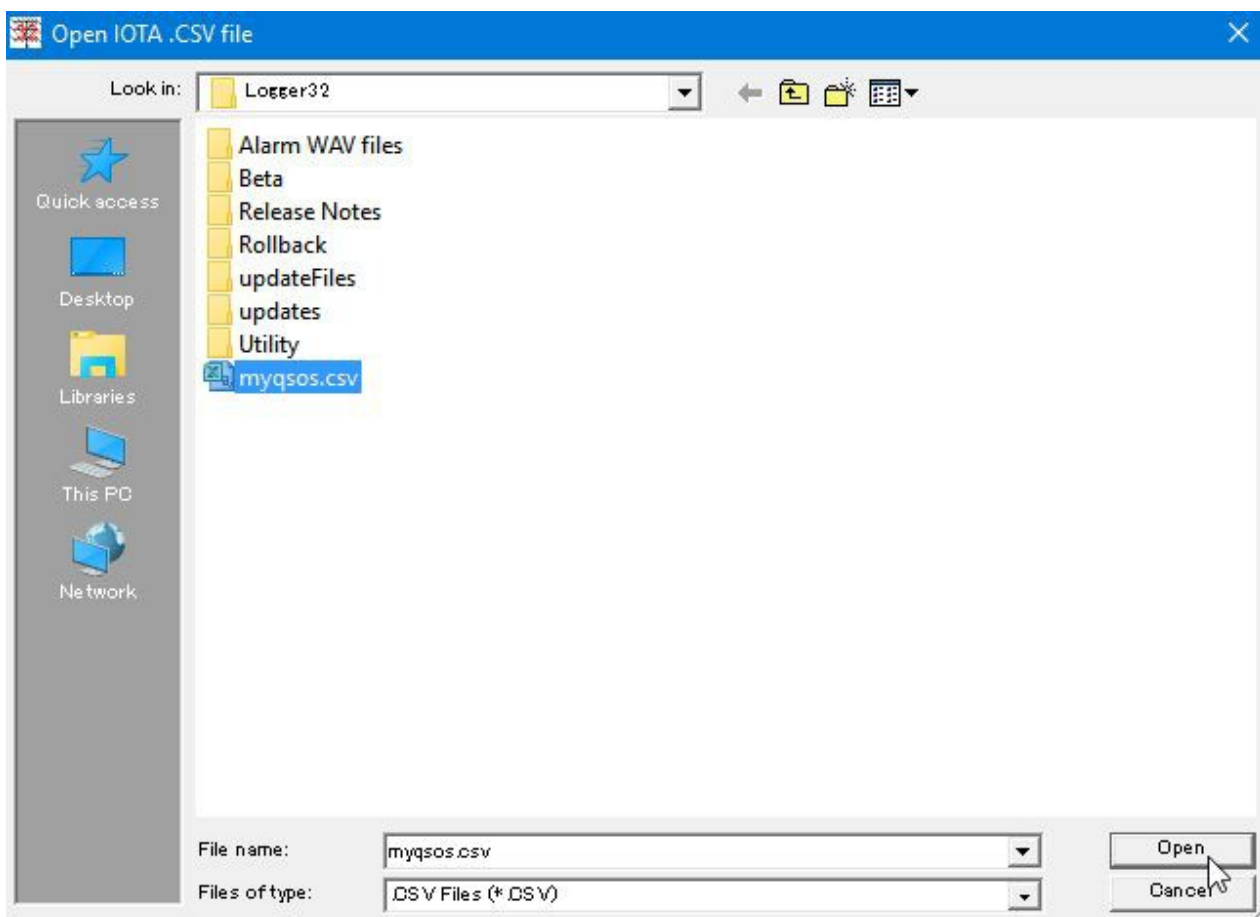 Open IOTA .CSV file
Look in: Logger32
Alarm WAV files
Beta
Release Notes
Rollback
updateFiles
updates
Utility
myqsos.csv
Quick access
Desktop
Libraries
This PC
Network
File name: myqsos.csv
Open
Files of type: .CSV Files (*.CSV)
Cancel